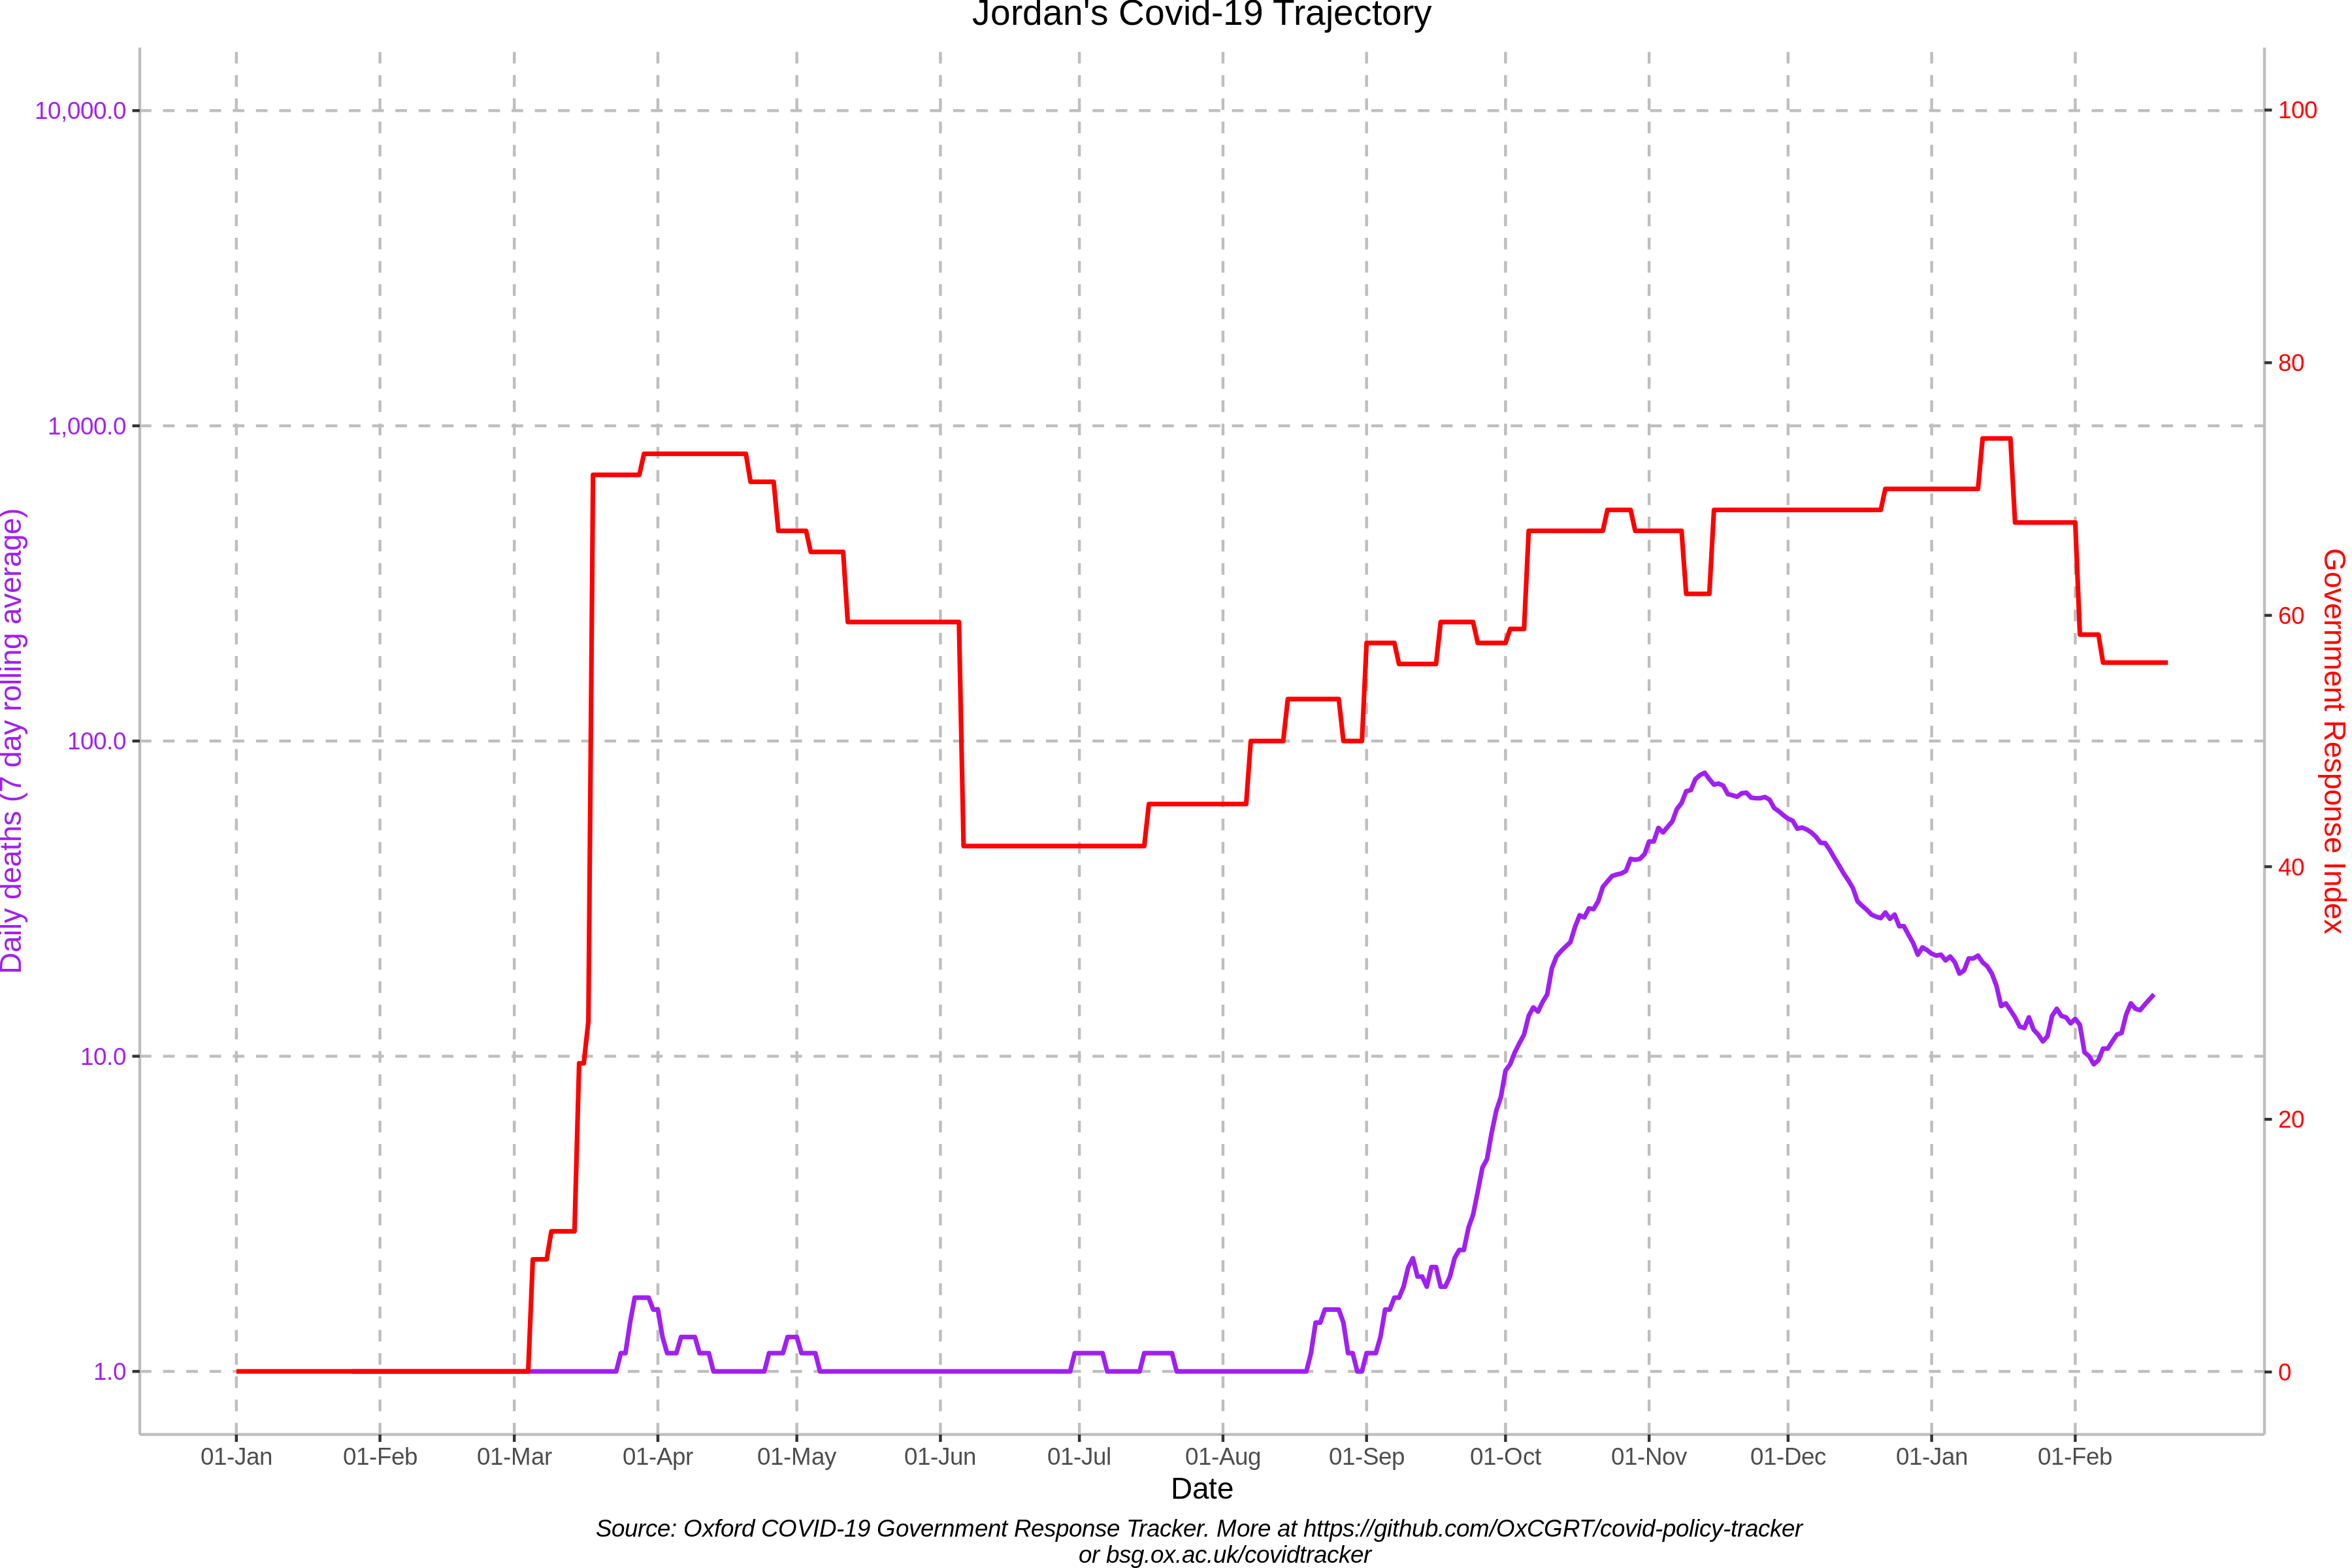 Jordan's Covid-19 Trajectory
Daily deaths (7 day rolling average)
10,000.0
1,000.0
100.0
10.0
1.0
100
80
60
40
20
0
Government Response Index
01-Jan 01-Feb 01-Mar 01-Apr 01-May 01-Jun 01-Jul 01-Aug 01-Sep 01-Oct 01-Nov 01-Dec 01-Jan 01-Feb
Date
Source: Oxford COVID-19 Government Response Tracker. More at https://github.com/OxCGRT/covid-policy-tracker
or bsg.ox.ac.uk/covidtracker